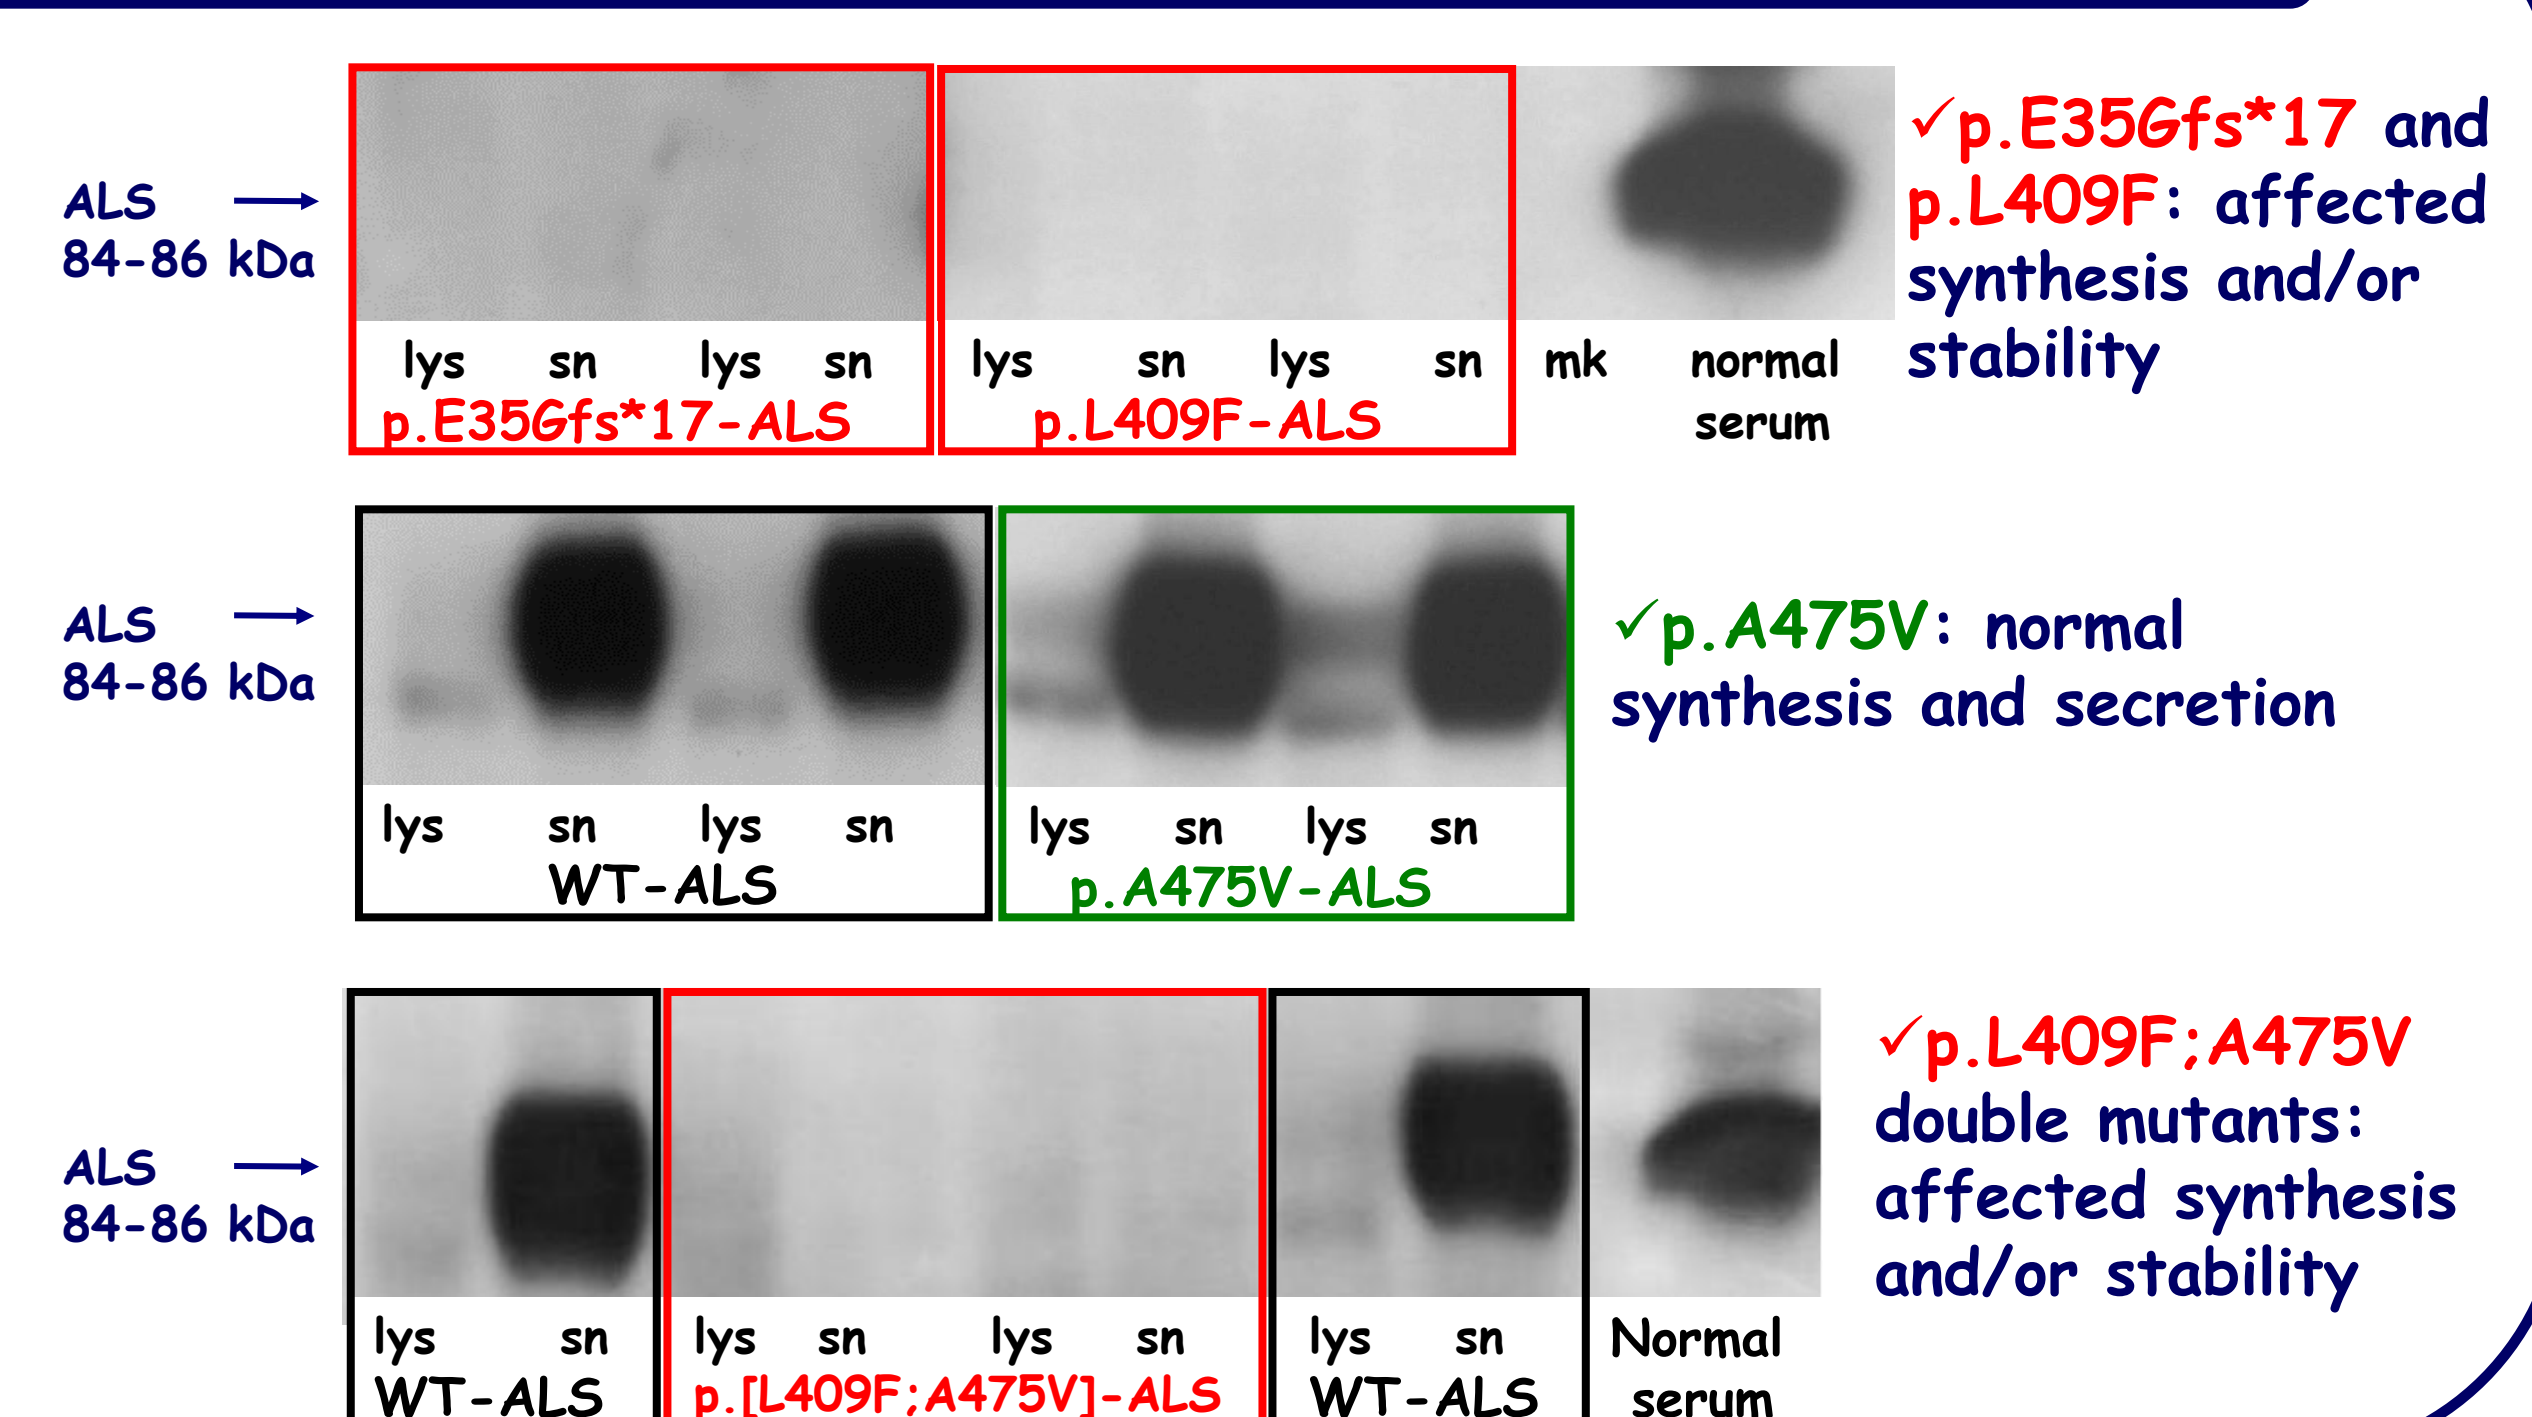 ALS
84-86 kDa
lys sn lys sn
p.E35Gfs*17-ALS
lys sn lys sn
p.L409F-ALS
mk normal
serum
✓p.E35Gfs*17 and
p.L409F: affected
synthesis and/or
stability
ALS
84-86 kDa
lys sn lys sn
WT-ALS
lys sn lys sn
p.A475V-ALS
✓p.A475V: normal
synthesis and secretion
ALS
84-86 kDa
lys sn
WT-ALS
lys sn lys sn
p.[L409F;A475V]-ALS
lys sn
WT-ALS
Normal
serum
✓p.L409F;A475V
double mutants:
affected synthesis
and/or stability